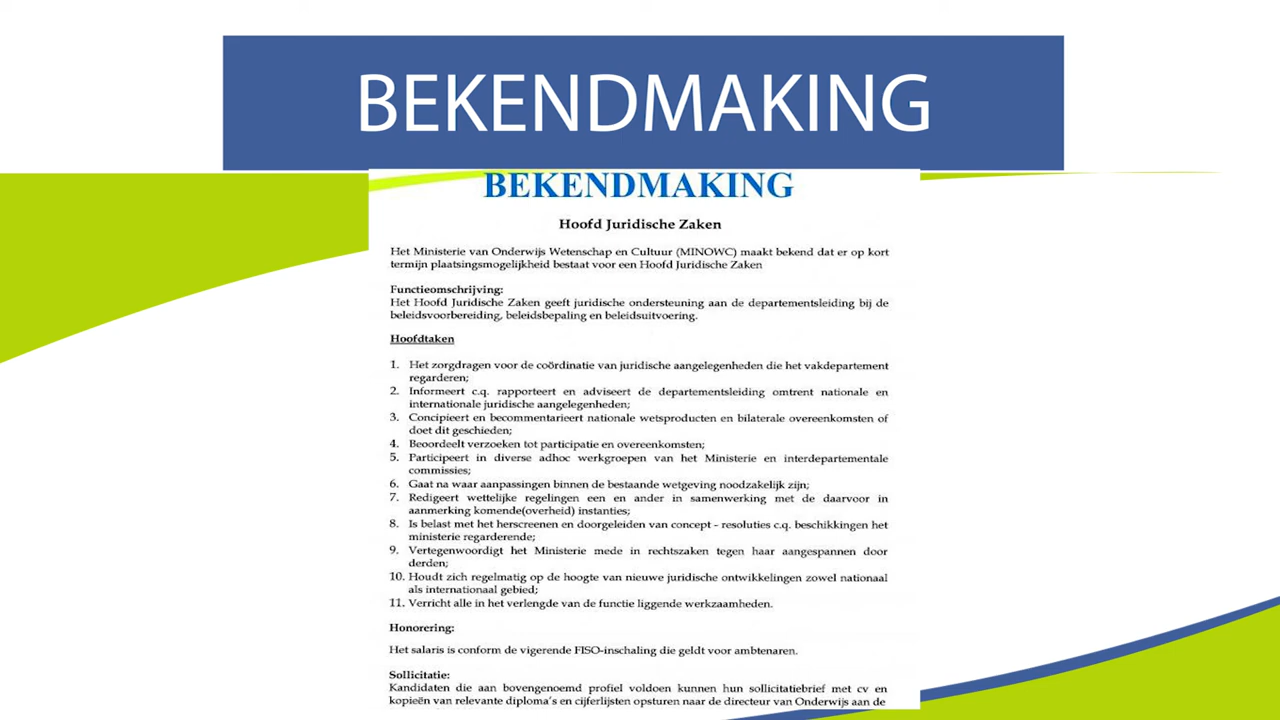 BEKENDMAKING
BEKENDMAKING
Hoofd Juridische Zaken
Het Ministerie van Onderwijs Wetenschap en Cultuur (MINOWC) maakt bekend dat er op kort
termijn plaatsingsmogelijkheid bestaat voor een Hoofd Juridische Zaken
Functieomschrijving:
Het Hoofd Juridische Zaken geeft juridische ondersteuning aan de departementsleiding bij de
beleidsvoorbereiding, beleidsbepaling en beleidsuitvoering.
Hoofdtaken
1. Het zorgdragen voor de coördinatie van juridische aangelegenheden die het vakdepartement
regarderen;
2. Informeert c.q. rapporteert en adviseert de departementsleiding omtrent nationale en
internationale juridische aangelegenheden;
3. Concipieert en becommentarieert nationale wetsproducten en bilaterale overeenkomsten of
doet dit geschieden;
4. Beoordeelt verzoeken tot participatie en overeenkomsten;
5. Participeert in diverse adhoc werkgroepen van het Ministerie en interdepartementale
commissies;
6. Gaat na waar aanpassingen binnen de bestaande wetgeving noodzakelijk zijn;
7. Redigeert wettelijke regelingen een en ander in samenwerking met de daarvoor in
aanmerking komende(overheid) instanties;
8. Is belast met het herscreenen en doorgeleiden van concept - resoluties c.q. beschikkingen het
ministerie regarderende;
9. Vertegenwoordigt het Ministerie mede in rechtszaken tegen haar aangespannen door
derden;
10. Houdt zich regelmatig op de hoogte van nieuwe juridische ontwikkelingen zowel nationaal
als internationaal gebied;
11. Verricht alle in het verlengde van de functie liggende werkzaamheden.
Honorering:
Het salaris is conform de vigerende FISO-inschaling die geldt voor ambtenaren.
Sollicitatie:
Kandidaten die aan bovengenoemd profiel voldoen kunnen hun sollicitatiebrief met cv en
kopieën van relevante diploma's en cijferlijsten opsturen naar de directeur van Onderwijs aan de